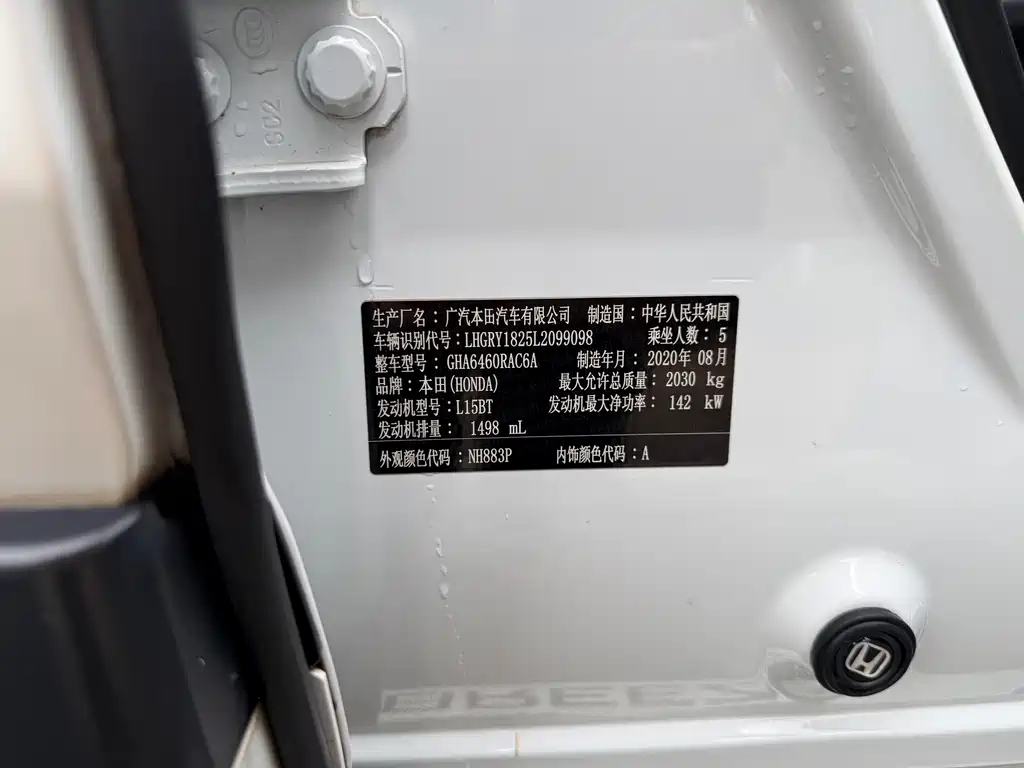 CCC
GC2
生产厂名：广汽本田汽车有限公司 制造国：中华人民共和国
车辆识别代号：LHGRY1825L2099098 乘坐人数：5
整车型号：GHA6460RAC6A 制造年月：2020年08月
品牌：本田(HONDA) 最大允许总质量：2030 kg
发动机型号：L15BT 发动机最大净功率：142 kW
发动机排量：1498 mL
外观颜色代码：NH883P 内饰颜色代码：A